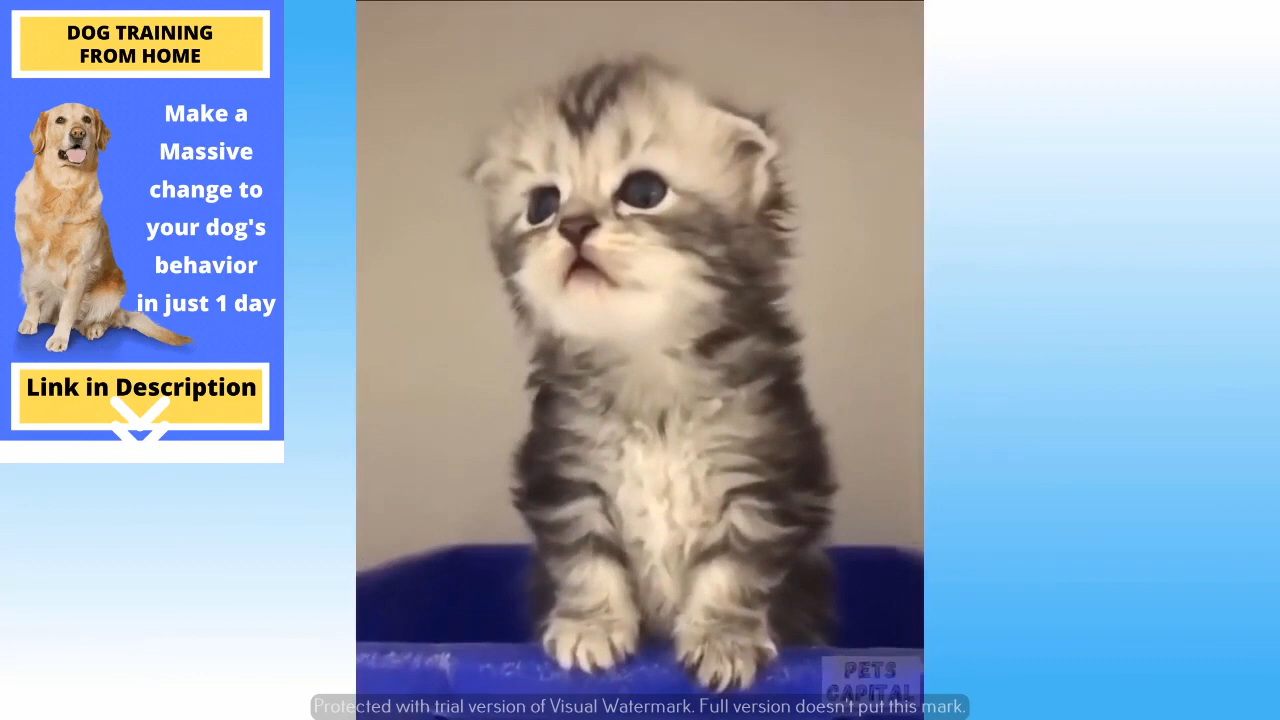 DOG TRAINING
FROM HOME
Make a
Massive
change to
your dog's
behavior
in just 1 day
Link in Description
PETS
CAPITAL
Protected with trial version of Visual Watermark. Full version doesn't put this mark.